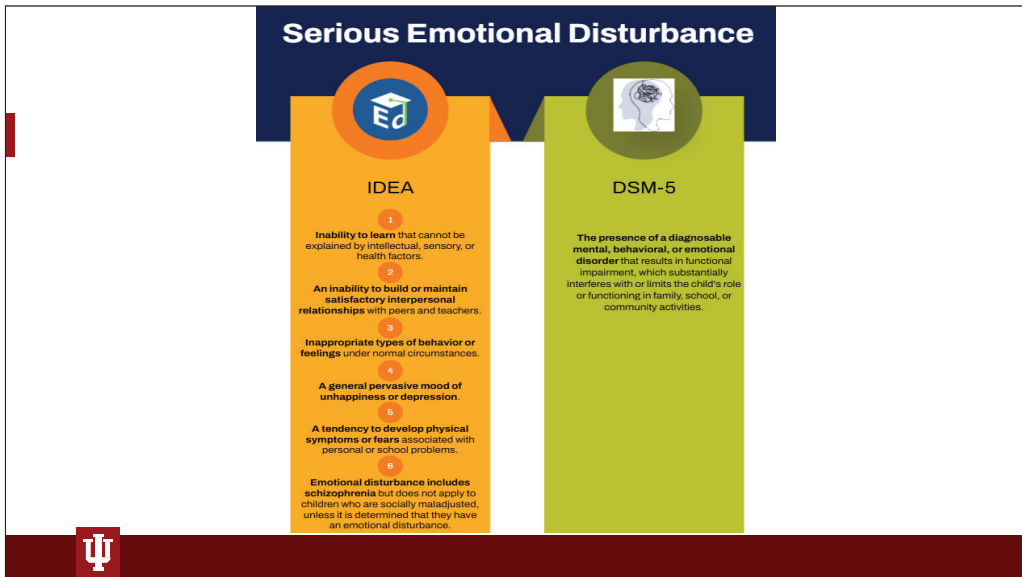 Serious Emotional Disturbance
Ed
IDEA
1
Inability to learn that cannot be
explained by intellectual, sensory, or
health factors.
2
An inability to build or maintain
satisfactory interpersonal
relationships with peers and teachers.
3
Inappropriate types of behavior or
feelings under normal circumstances.
4
A general pervasive mood of
unhappiness or depression.
5
A tendency to develop physical
symptoms or fears associated with
personal or school problems.
6
Emotional disturbance includes
schizophrenia but does not apply to
children who are socially maladjusted,
unless it is determined that they have
an emotional disturbance.
DSM-5
The presence of a diagnosable
mental, behavioral, or emotional
disorder that results in functional
impairment, which substantially
interferes with or limits the child's role
or functioning in family, school, or
community activities.